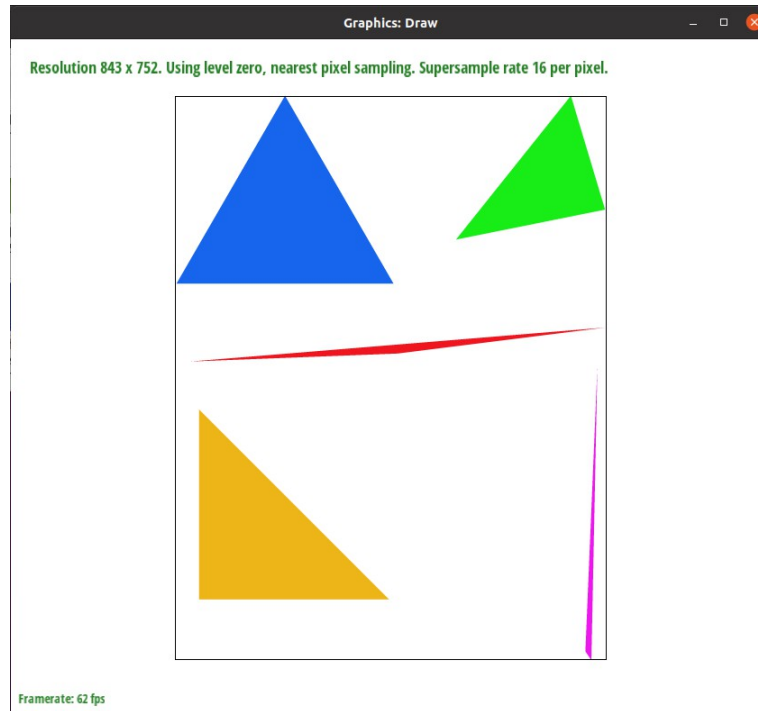 Graphics: Draw
Resolution 843 x 752. Using level zero, nearest pixel sampling. Supersample rate 16 per pixel.
Framerate: 62 fps